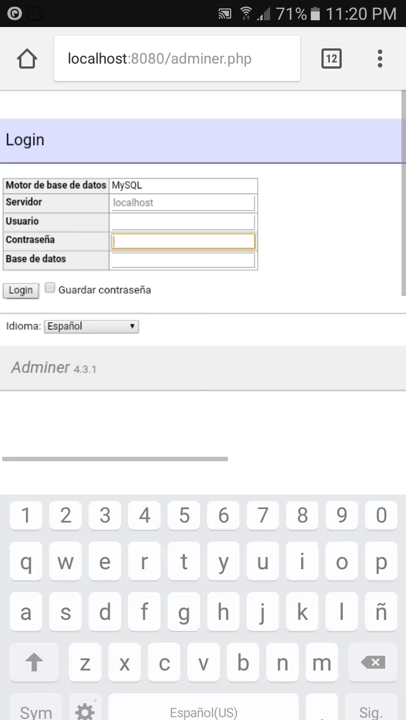 71% 11:20 PM
localhost:8080/adminer.php 12
Login
Motor de base de datos MySQL
Servidor localhost
Usuario
Contraseña
Base de datos
Login Guardar contraseña
Idioma: Español
Adminer 4.3.1
1 2 3 4 5 6 7 8 9 0
q w e r t y u i o p
a s d f g h j k l ñ
z x c v b n m
Sym Español(US) . Sig.